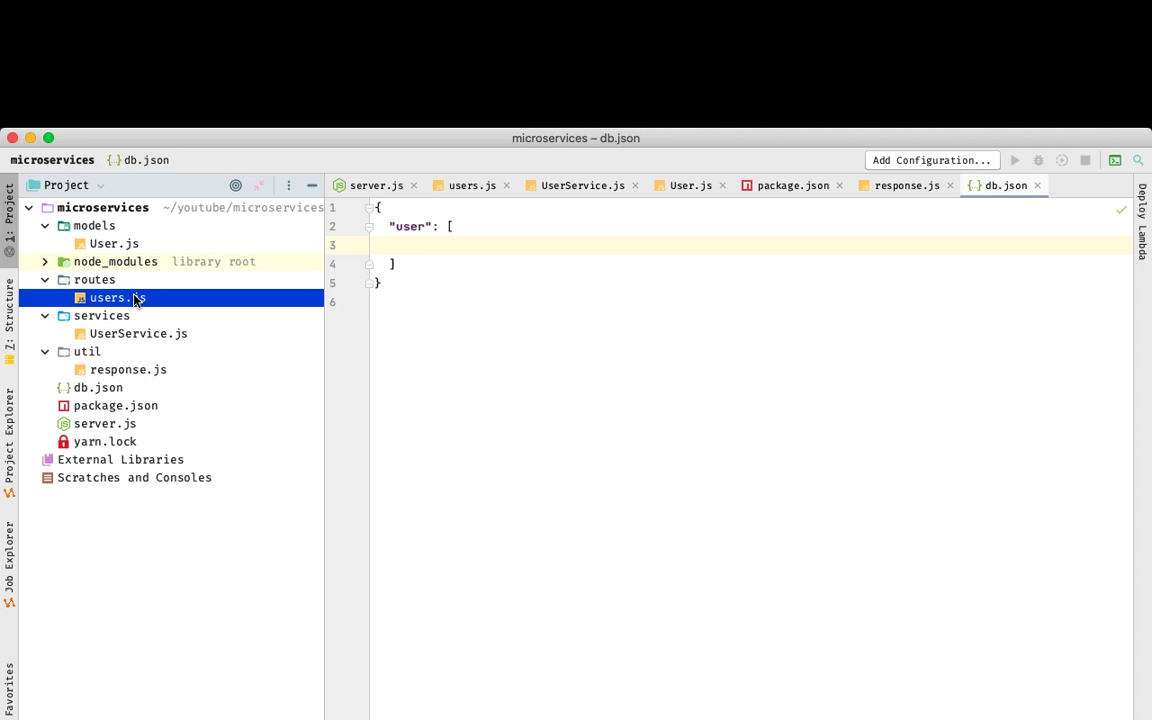 microservices – db.json
microservices {..} db.json Add Configuration...
Project
server.js × users.js × UserService.js × User.js × package.json × response.js × {..} db.json ×
microservices ~/youtube/microservices
models
User.js
node_modules library root
routes
users.js
services
UserService.js
util
response.js
{..} db.json
package.json
server.js
yarn.lock
External Libraries
Scratches and Consoles
1 {
2 "user": [
3
4 ]
5 }
6
1: Project
7: Structure
Project Explorer
Job Explorer
Favorites
Deploy Lambda